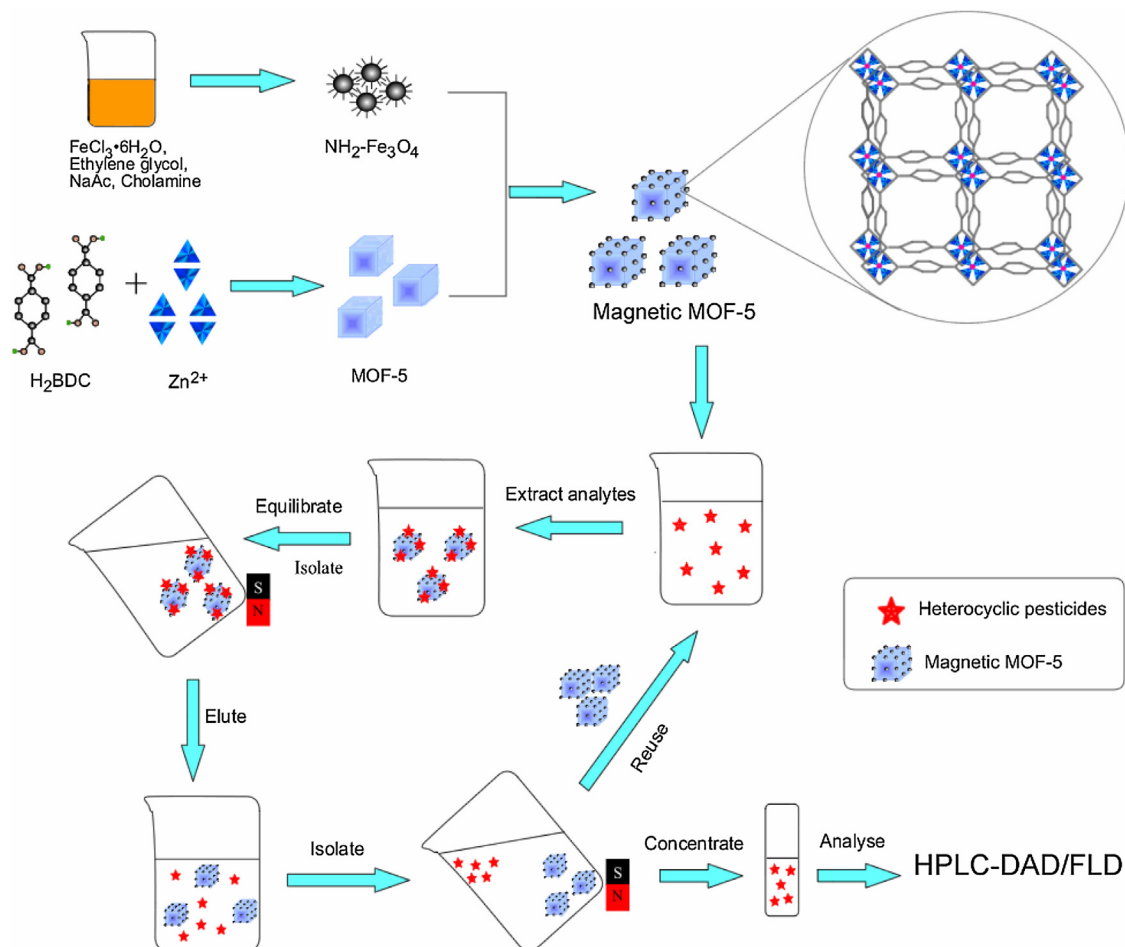 FeCl₃•6H₂O,
Ethylene glycol,
NaAc, Cholamine
NH₂-Fe₃O₄
H₂BDC
+
Zn²⁺
MOF-5
Magnetic MOF-5
Extract analytes
Equilibrate
Isolate
S
N
Heterocyclic pesticides
Magnetic MOF-5
Elute
Reuse
Isolate
S
N
Concentrate
Analyse
HPLC-DAD/FLD